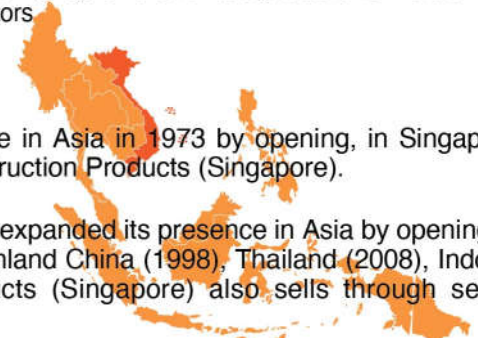 ors
e in Asia in 1973 by opening, in Singap
ruction Products (Singapore).
expanded its presence in Asia by opening
nland China (1998), Thailand (2008), Indo
cts (Singapore) also sells through se